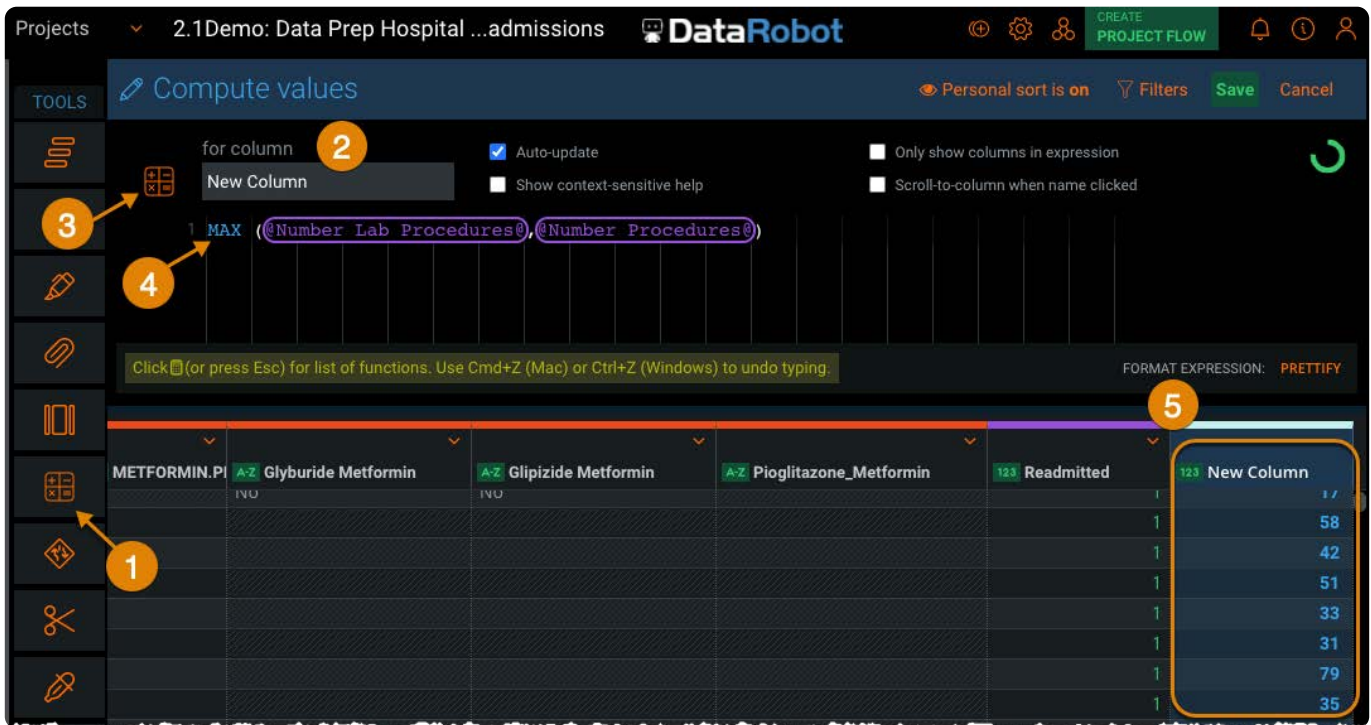 Projects 2.1Demo: Data Prep Hospital ...admissions DataRobot CREATE PROJECT FLOW
TOOLS Compute values Personal sort is on Filters Save Cancel
for column 2 Auto-update Only show columns in expression
New Column Show context-sensitive help Scroll-to-column when name clicked
3
1 MAX (@Number Lab Procedures@,@Number Procedures@)
4
Click (or press Esc) for list of functions. Use Cmd+Z (Mac) or Ctrl+Z (Windows) to undo typing. FORMAT EXPRESSION: PRETTIFY
5
METFORMIN.PI A-Z Glyburide Metformin A-Z Glipizide Metformin A-Z Pioglitazone_Metformin 123 Readmitted 123 New Column
No No 1 17
1 58
1 42
1
1 51
1 33
1 31
1 79
1 35